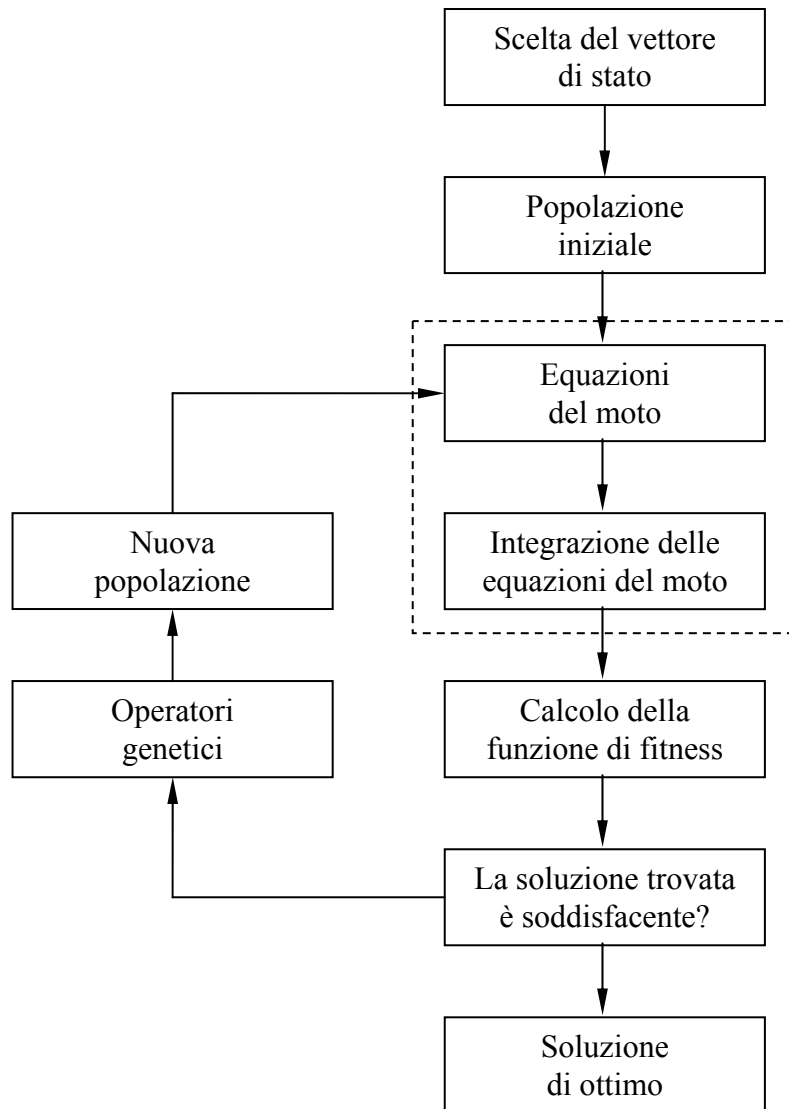 Scelta del vettore
di stato
Popolazione
iniziale
Equazioni
del moto
Integrazione delle
equazioni del moto
Nuova
popolazione
Operatori
genetici
Calcolo della
funzione di fitness
La soluzione trovata
è soddisfacente?
Soluzione
di ottimo